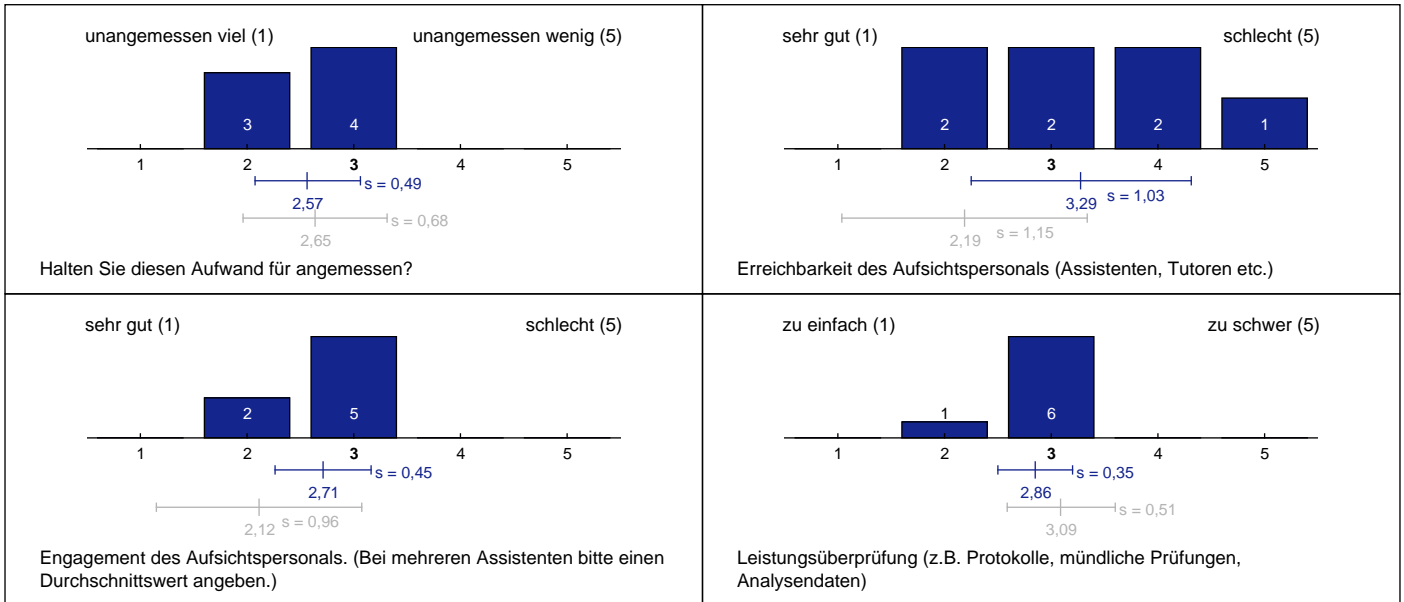 unangemessen viel (1) unangemessen wenig (5)
3 4
1 2 3 4 5
s = 0,49
2,57
s = 0,68
2,65
Halten Sie diesen Aufwand für angemessen?
sehr gut (1) schlecht (5)
2 2 2 1
1 2 3 4 5
s = 1,03
3,29
s = 1,15
2,19
Erreichbarkeit des Aufsichtspersonals (Assistenten, Tutoren etc.)
sehr gut (1) schlecht (5)
2 5
1 2 3 4 5
s = 0,45
2,71
s = 0,96
2,12
Engagement des Aufsichtspersonals. (Bei mehreren Assistenten bitte einen
Durchschnittswert angeben.)
zu einfach (1) zu schwer (5)
1 6
1 2 3 4 5
s = 0,35
2,86
s = 0,51
3,09
Leistungsüberprüfung (z.B. Protokolle, mündliche Prüfungen,
Analysendaten)